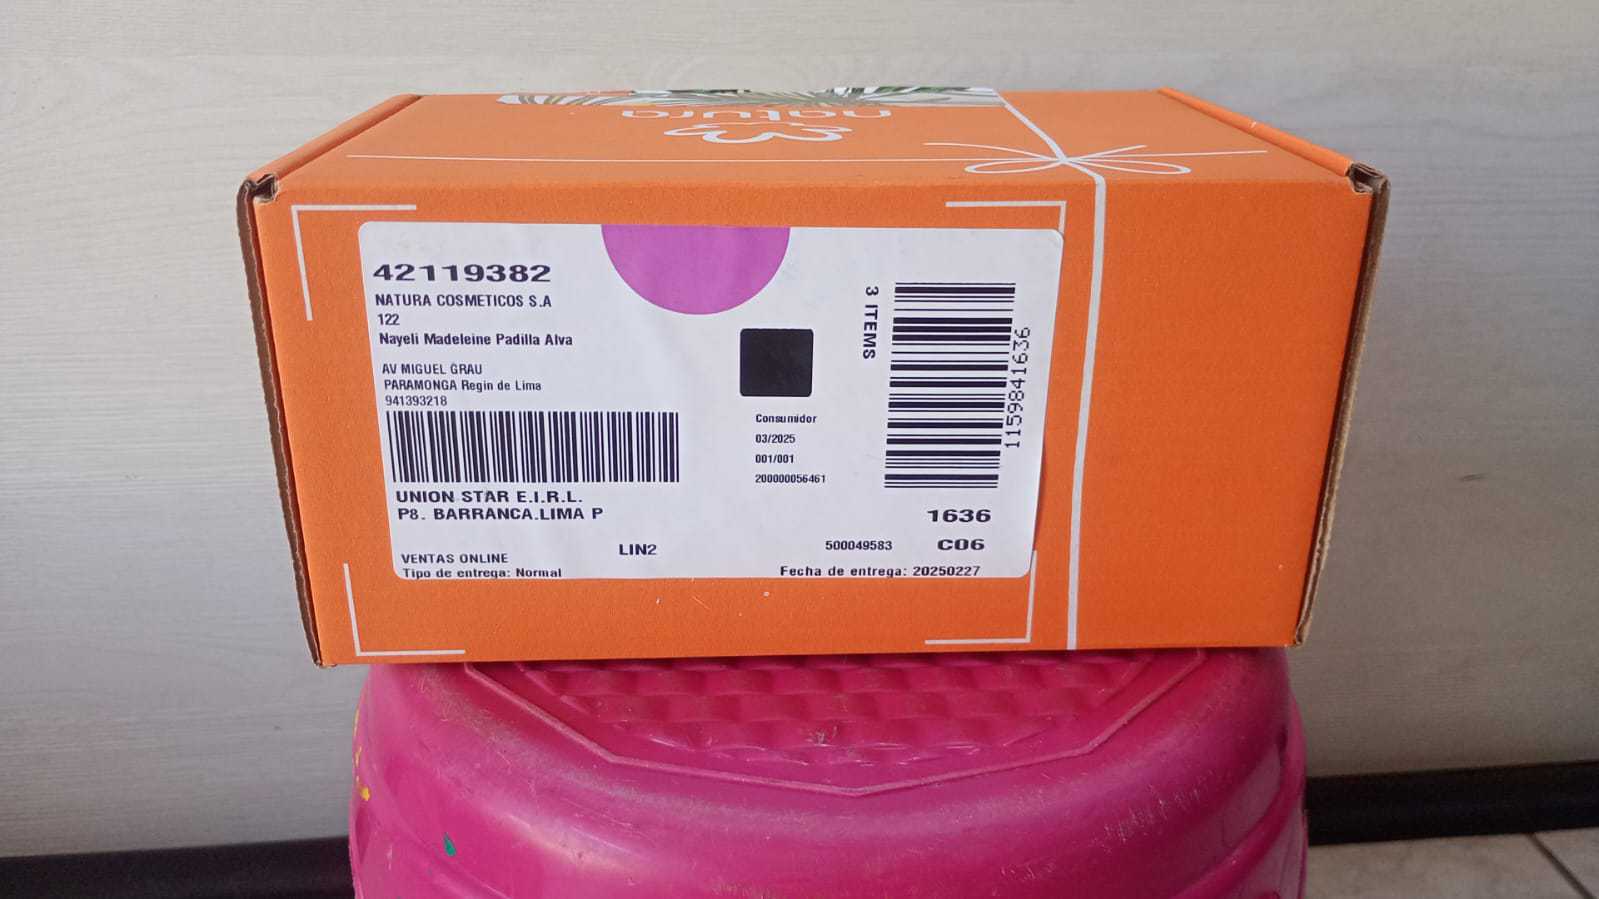 natura
42119382
NATURA COSMETICOS S.A
122
Nayeli Madeleine Padilla Alva
AV MIGUEL GRAU
PARAMONGA Regin de Lima
941393218
UNION STAR E.I.R.L.
P8. BARRANCA.LIMA P
VENTAS ONLINE
Tipo de entrega: Normal
LIN2
Consumidor
03/2025
001/001
200000056461
3 ITEMS
1159841636
1636
500049583 C06
Fecha de entrega: 20250227